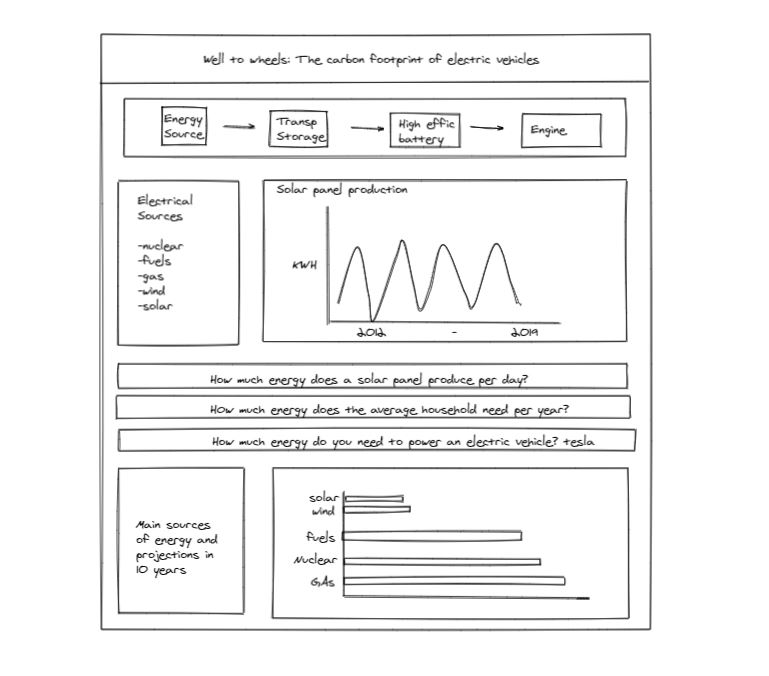 Well to wheels: The carbon footprint of electric vehicles
Energy
Source
Transp
Storage
High effic
battery
Engine
Electrical
Sources
-nuclear
-fuels
-gas
-wind
-solar
Solar panel production
KWH
2012 - 2019
How much energy does a solar panel produce per day?
How much energy does the average household need per year?
How much energy do you need to power an electric vehicle? tesla
Main sources
of energy and
projections in
10 years
solar
wind
fuels
Nuclear
GAs